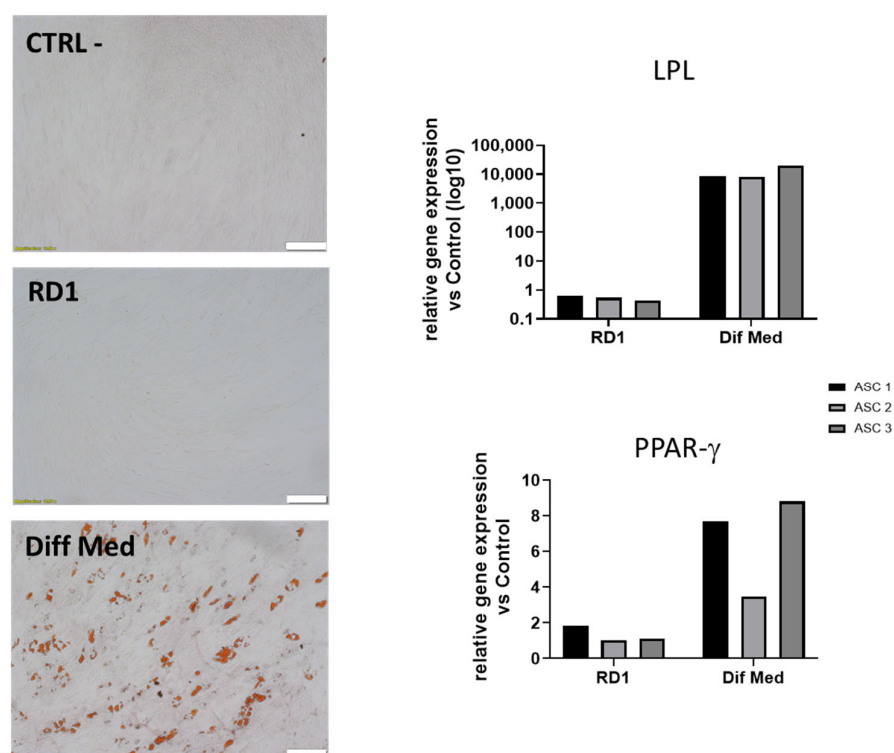 CTRL -
RD1
Diff Med
LPL
relative gene expression
vs Control (log10)
100,000
10,000
1,000
100
10
1
0.1
RD1
Dif Med
ASC 1
ASC 2
ASC 3
PPAR-γ
relative gene expression
vs Control
10
8
6
4
2
0
RD1
Dif Med